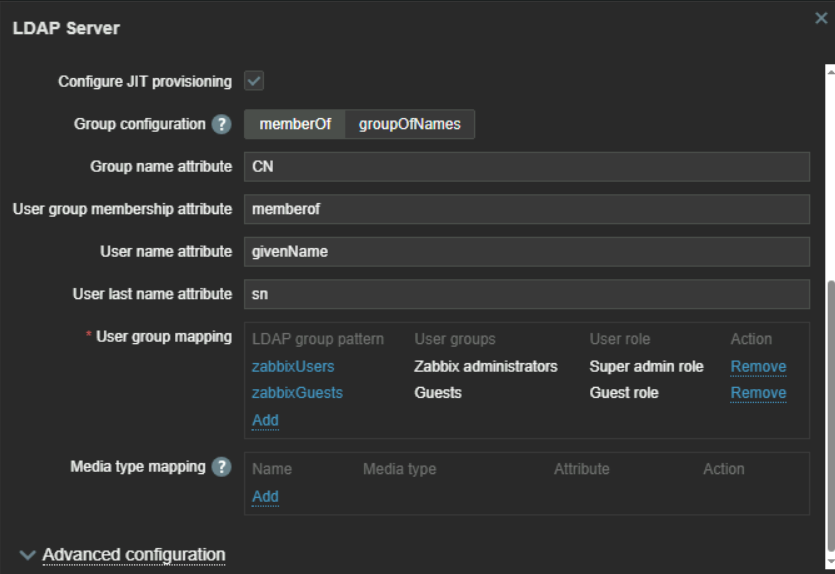 LDAP Server
Configure JIT provisioning
Group configuration ? memberOf groupOfNames
Group name attribute CN
User group membership attribute memberof
User name attribute givenName
User last name attribute sn
* User group mapping LDAP group pattern User groups User role Action
zabbixUsers Zabbix administrators Super admin role Remove
zabbixGuests Guests Guest role Remove
Add
Media type mapping ? Name Media type Attribute Action
Add
Advanced configuration